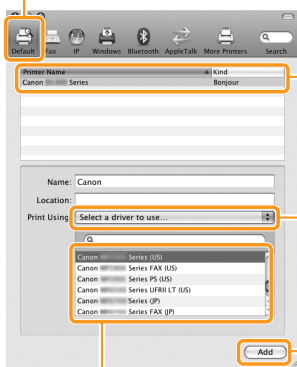 Default Fax IP Windows Bluetooth AppleTalk More Printers Search
Printer Name Kind
Canon Series Bonjour
Name: Canon
Location:
Print Using: Select a driver to use...
Canon Series (US)
Canon Series FAX (US)
Canon Series PS (US)
Canon Series UFRII LT (US)
Canon Series (JP)
Canon Series FAX (JP)
Add